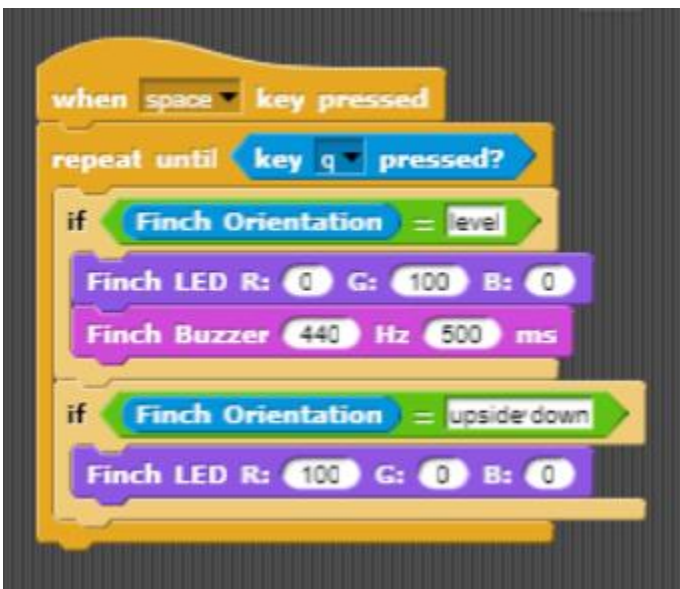 when space key pressed
repeat until key q pressed?
if Finch Orientation = level
Finch LED R: 0 G: 100 B: 0
Finch Buzzer 440 Hz 500 ms
if Finch Orientation = upside down
Finch LED R: 100 G: 0 B: 0